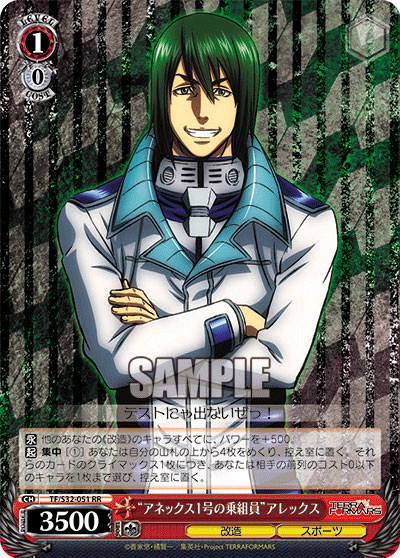 LEVEL
1
0
COST
SAMPLE
テストにゃ出ないぜっ！
永 他のあなたの《改造》のキャラすべてに、パワーを＋500。
起 集中 [①] あなたは自分の山札の上から4枚をめくり、控え室に置く。そ
れらのカードのクライマックス1枚につき、あなたは相手の前列のコスト0以下
のキャラを1枚まで選び、控え室に置く。
CH TF/S32-051 RR
3500
“アネックス1号の乗組員”アレックス
TERRA FORMARS
改造 スポーツ
©貴家悠・橘賢一／集英社・Project TERRAFORMARS